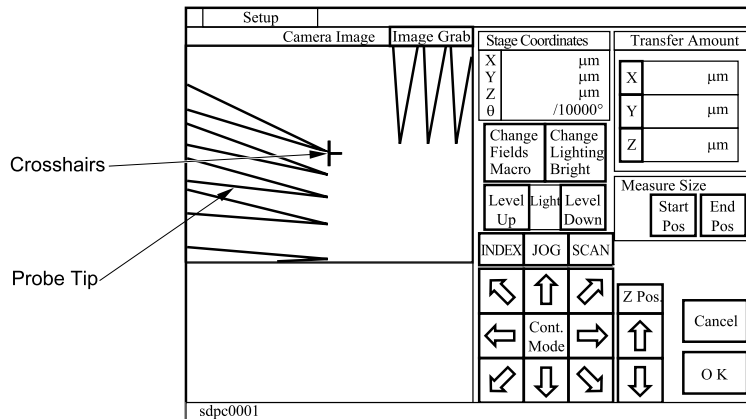 Setup
Camera Image
Image Grab
Stage Coordinates
X μm
Y μm
Z μm
θ /10000°
Transfer Amount
X μm
Y μm
Z μm
Crosshairs
Probe Tip
Change
Fields
Macro
Change
Lighting
Bright
Level
Up
Light
Level
Down
Measure Size
Start
Pos
End
Pos
INDEX
JOG
SCAN
Cont.
Mode
Z Pos.
Cancel
O K
sdpc0001